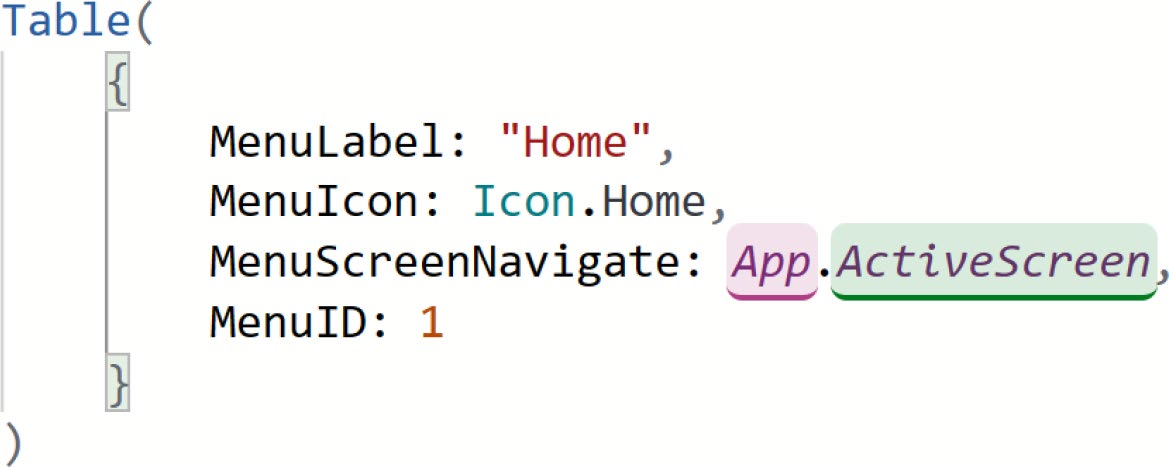 Table(
{
MenuLabel: "Home",
MenuIcon: Icon.Home,
MenuScreenNavigate: App.ActiveScreen,
MenuID: 1
}
)